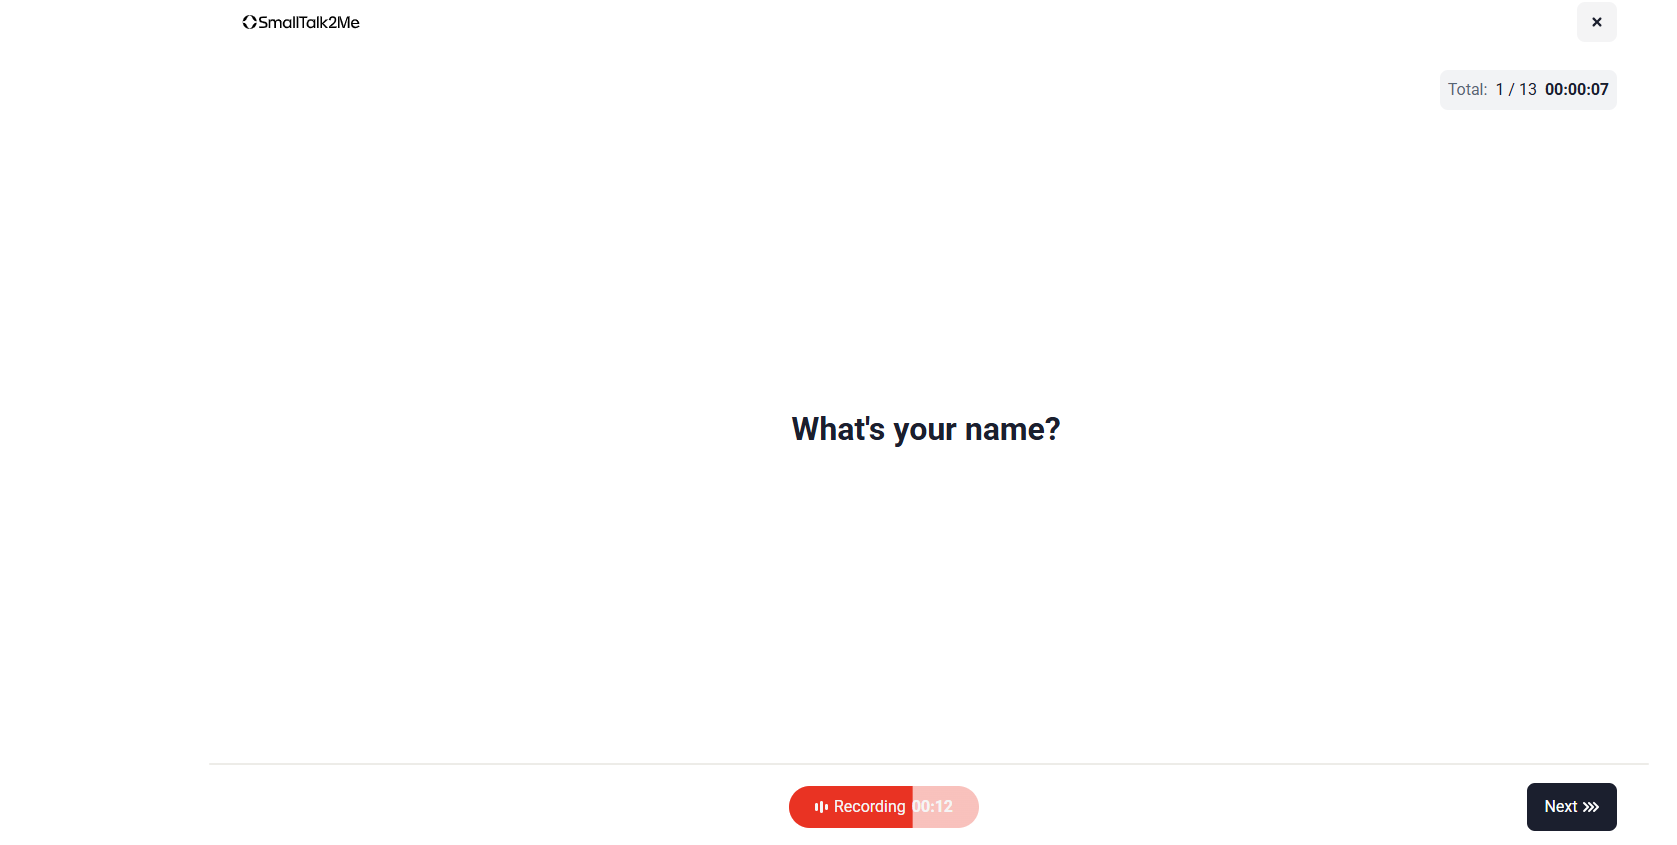 SmallTalk2Me
×
Total: 1 / 13 00:00:07
What's your name?
Recording 00:12
Next